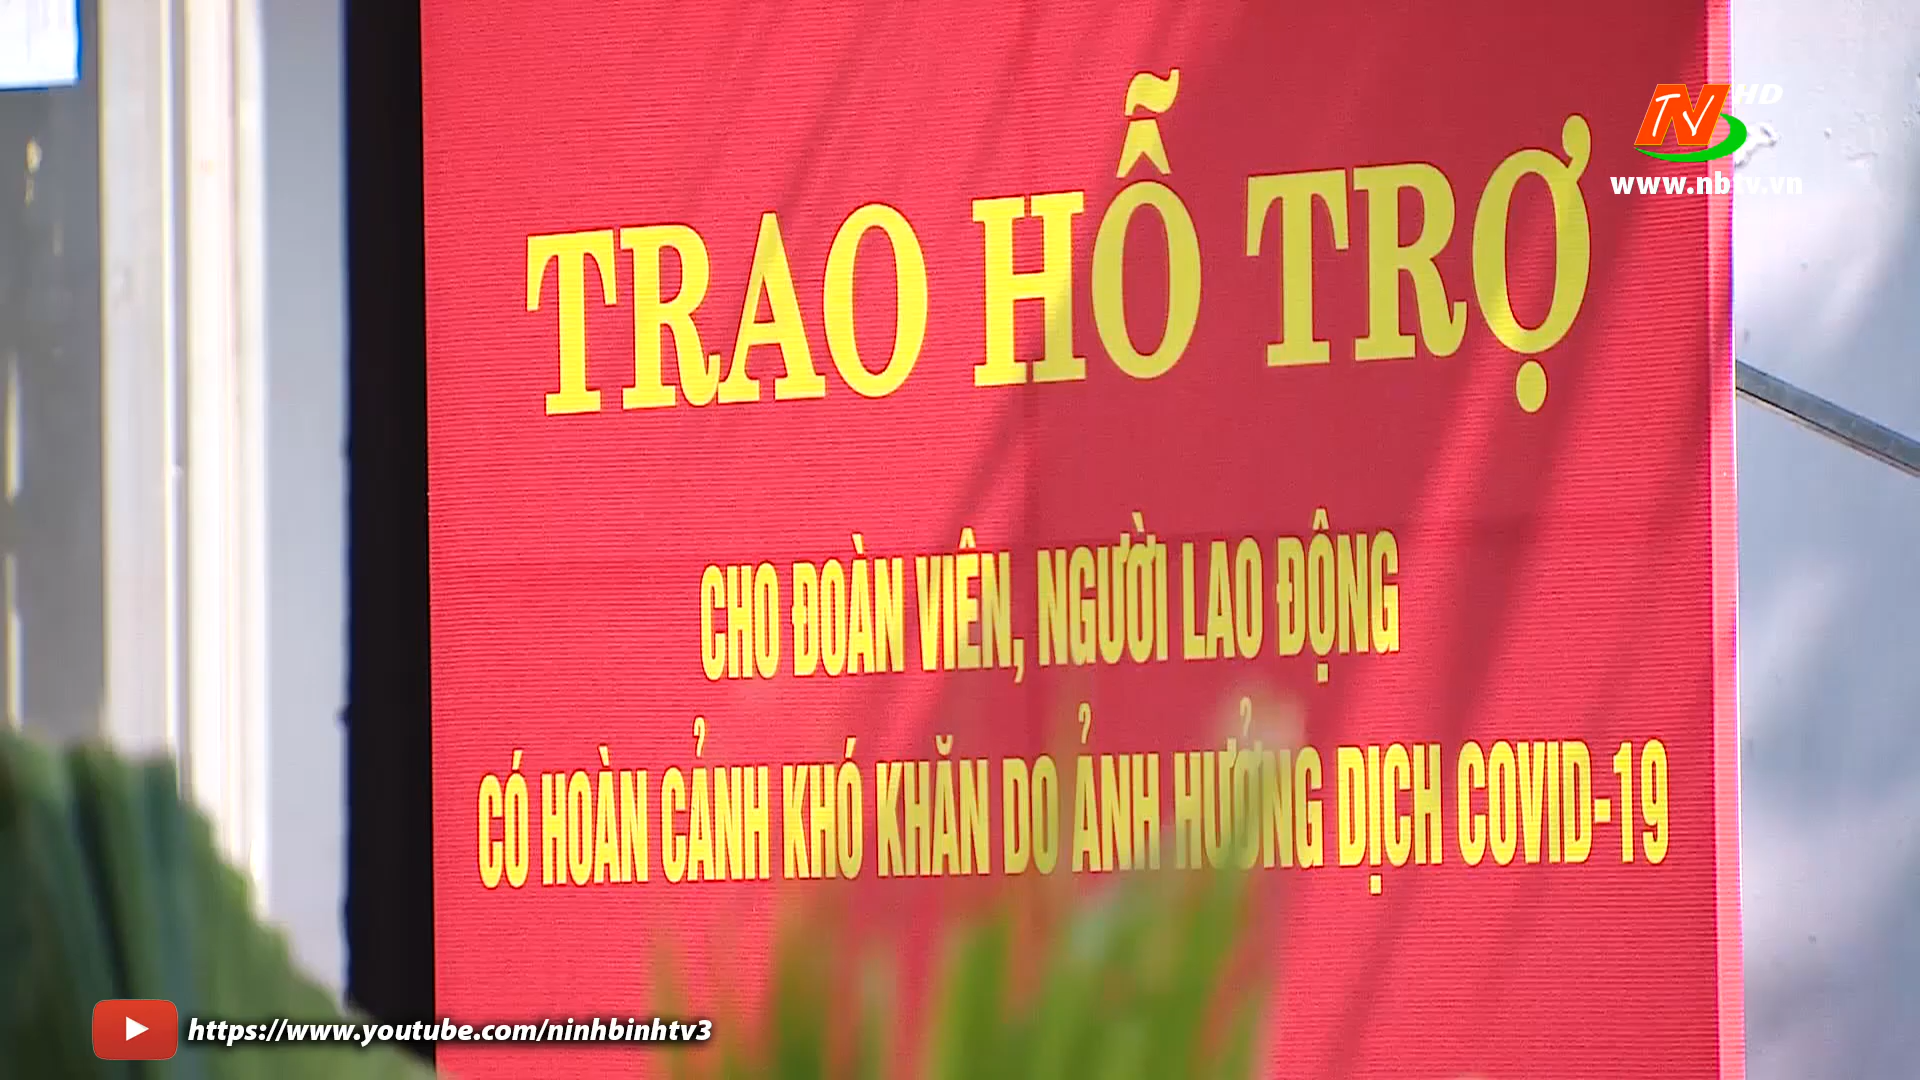 TV N HD
www.nbtv.vn
TRAO HỖ TRỢ
CHO ĐOÀN VIÊN, NGƯỜI LAO ĐỘNG
CÓ HOÀN CẢNH KHÓ KHĂN DO ẢNH HƯỞNG DỊCH COVID-19
https://www.youtube.com/ninhbinhtv3